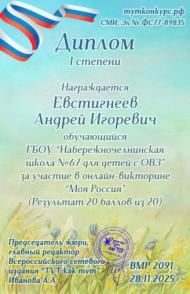 тутконкурс.рф
СМИ: Эл № ФС77-89835
Диплом
I степени
Награждается
Евстигнеев
Андрей Игоревич
обучающийся
ГБОУ "Набережночелнинская
школа №67 для детей с ОВЗ"
за участие в онлайн-викторине
"Моя Россия"
(Результат 20 баллов из 20)
Председатель жюри,
главный редактор
Всероссийского сетевого
издания "ТУТ как тут"
Иванова А.А.
ВМР 2091
28.11.2025